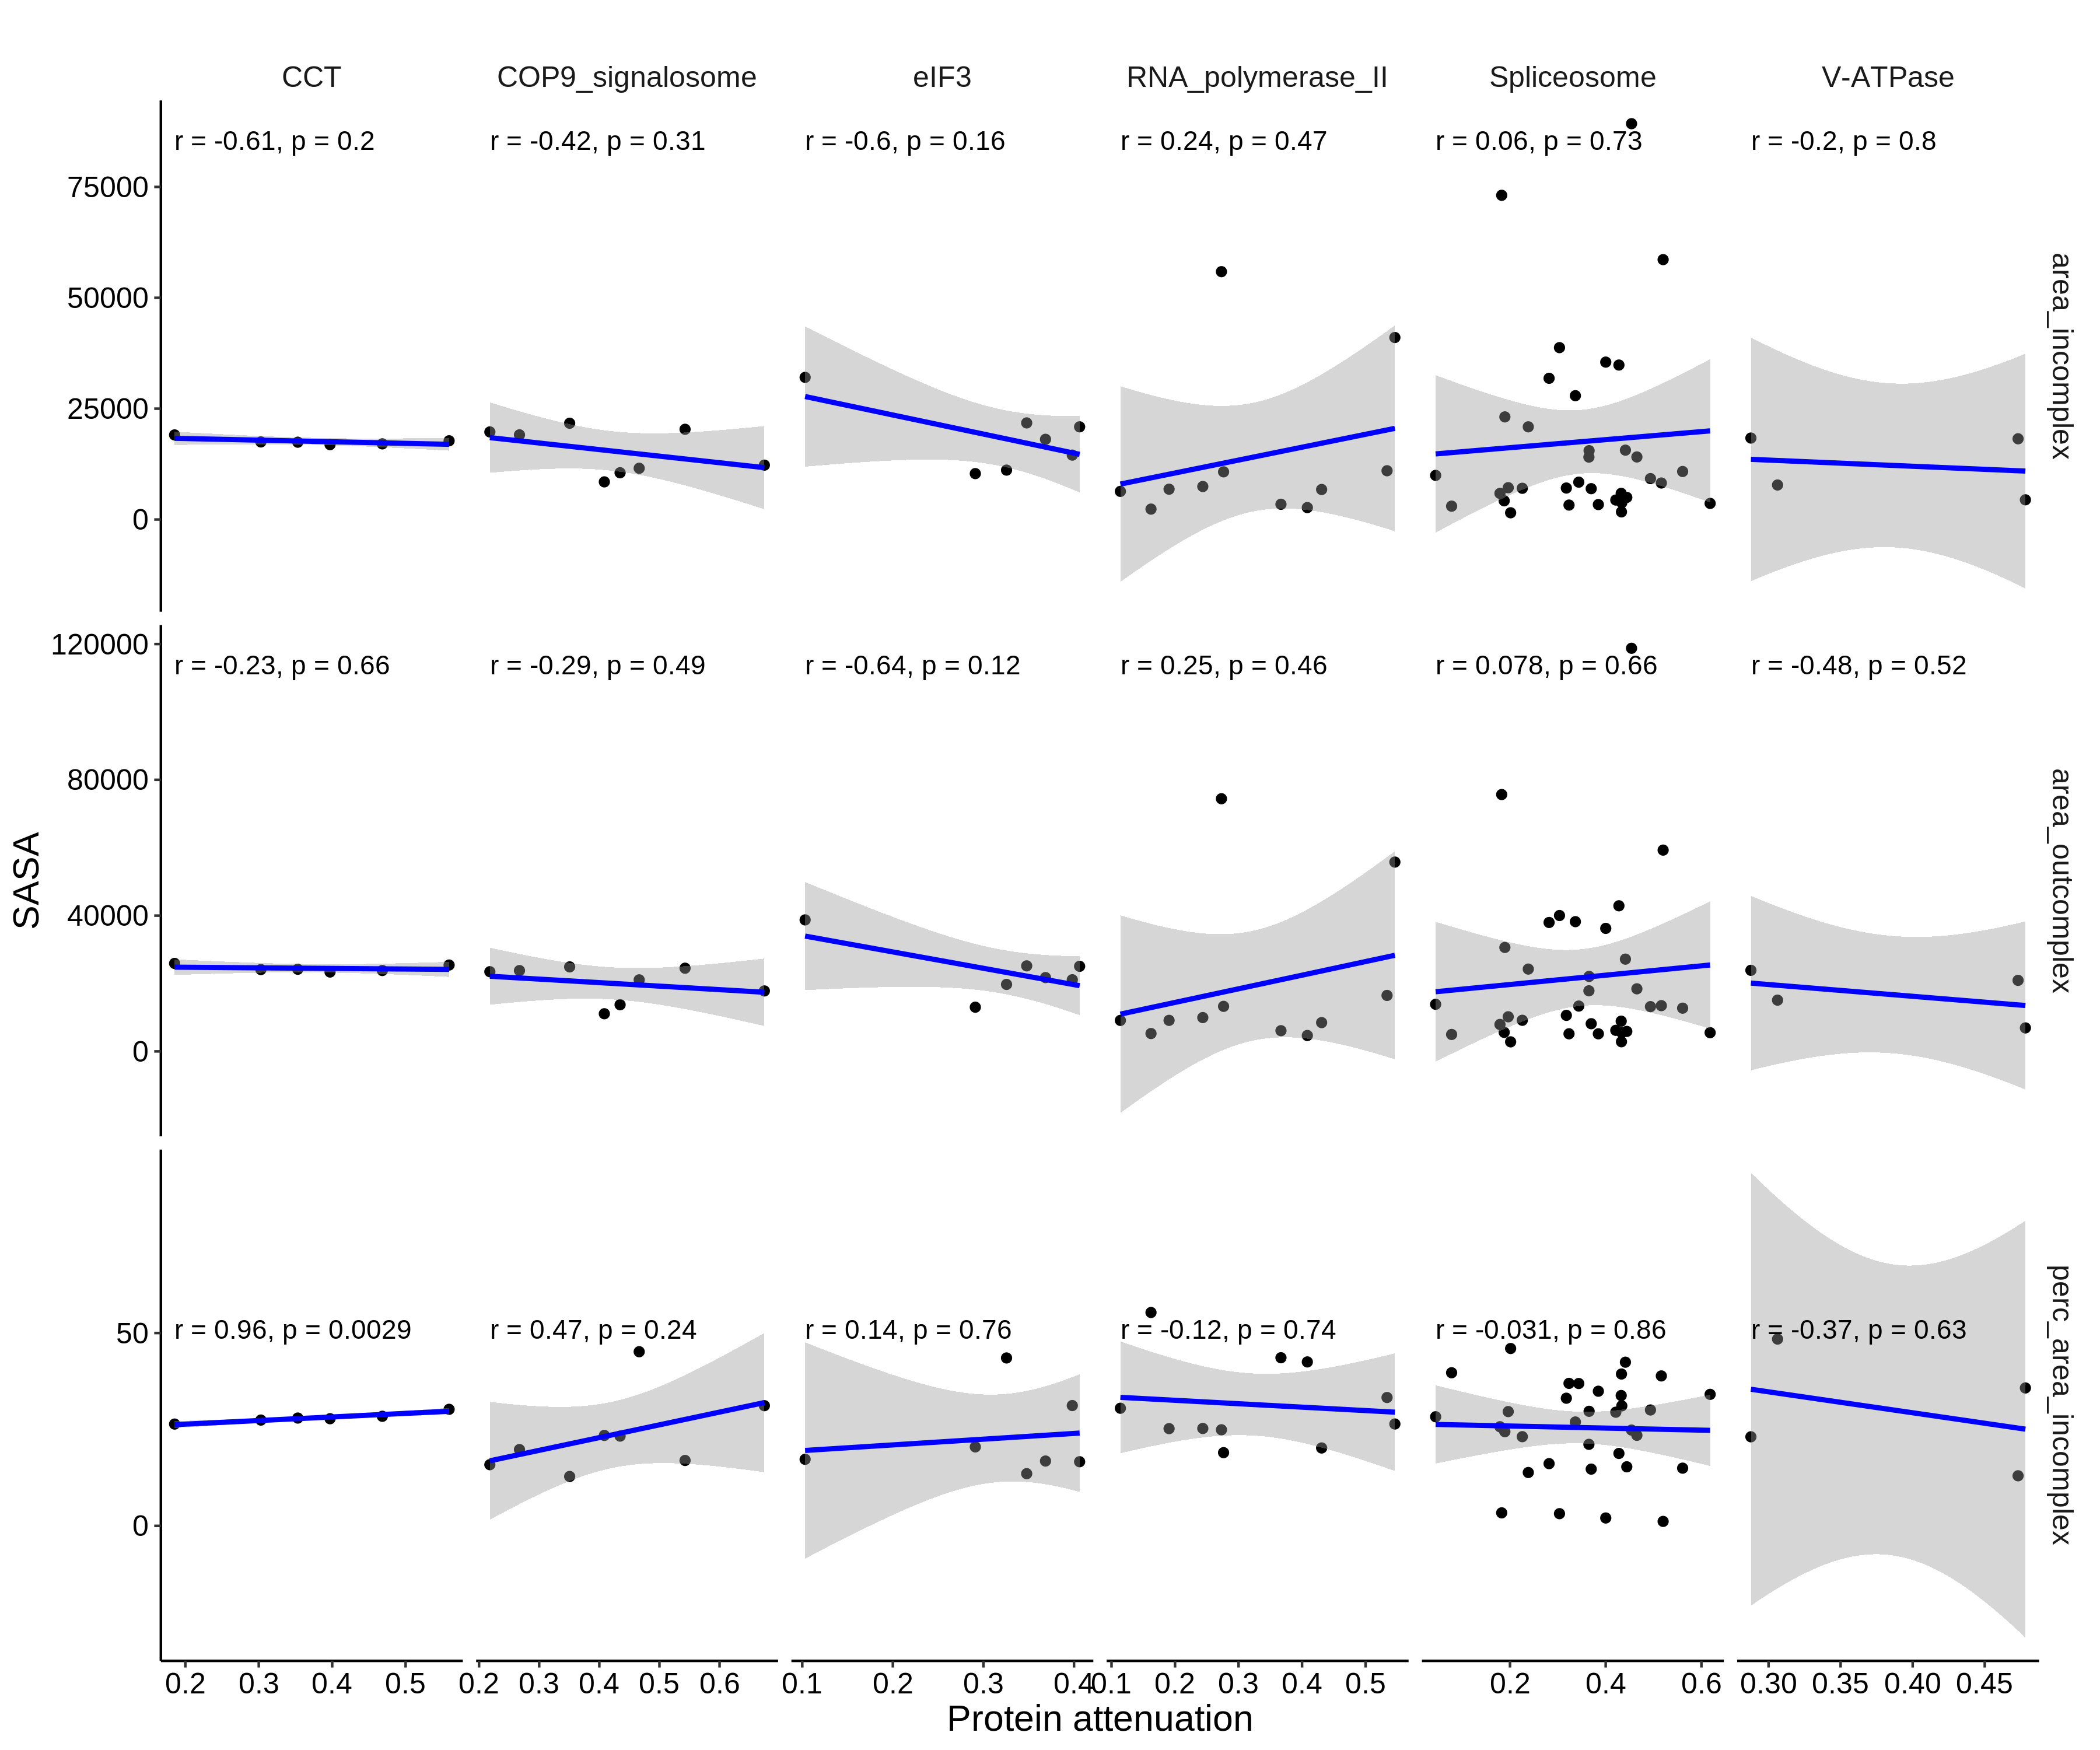 CCT COP9_signalosome eIF3 RNA_polymerase_II Spliceosome V-ATPase
r = -0.61, p = 0.2 r = -0.42, p = 0.31 r = -0.6, p = 0.16 r = 0.24, p = 0.47 r = 0.06, p = 0.73 r = -0.2, p = 0.8
75000
50000
25000
0
area_incomplex
120000
r = -0.23, p = 0.66 r = -0.29, p = 0.49 r = -0.64, p = 0.12 r = 0.25, p = 0.46 r = 0.078, p = 0.66 r = -0.48, p = 0.52
80000
40000
0
area_outcomplex
SASA
r = 0.96, p = 0.0029 r = 0.47, p = 0.24 r = 0.14, p = 0.76 r = -0.12, p = 0.74 r = -0.031, p = 0.86 r = -0.37, p = 0.63
50
0
perc_area_incomplex
0.2 0.3 0.4 0.5 0.2 0.3 0.4 0.5 0.6 0.1 0.2 0.3 0.4 0.1 0.2 0.3 0.4 0.5 0.2 0.4 0.6 0.30 0.35 0.40 0.45
Protein attenuation